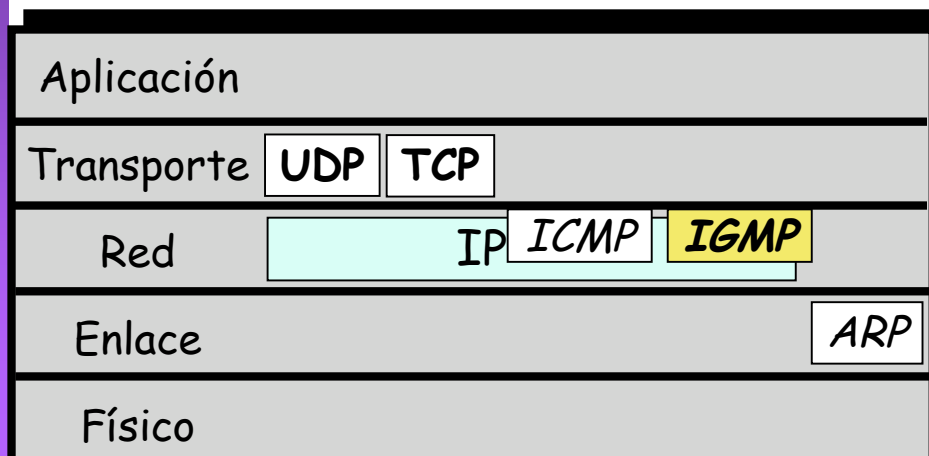 Aplicación
Transporte UDP TCP
Red IP ICMP IGMP
Enlace ARP
Físico